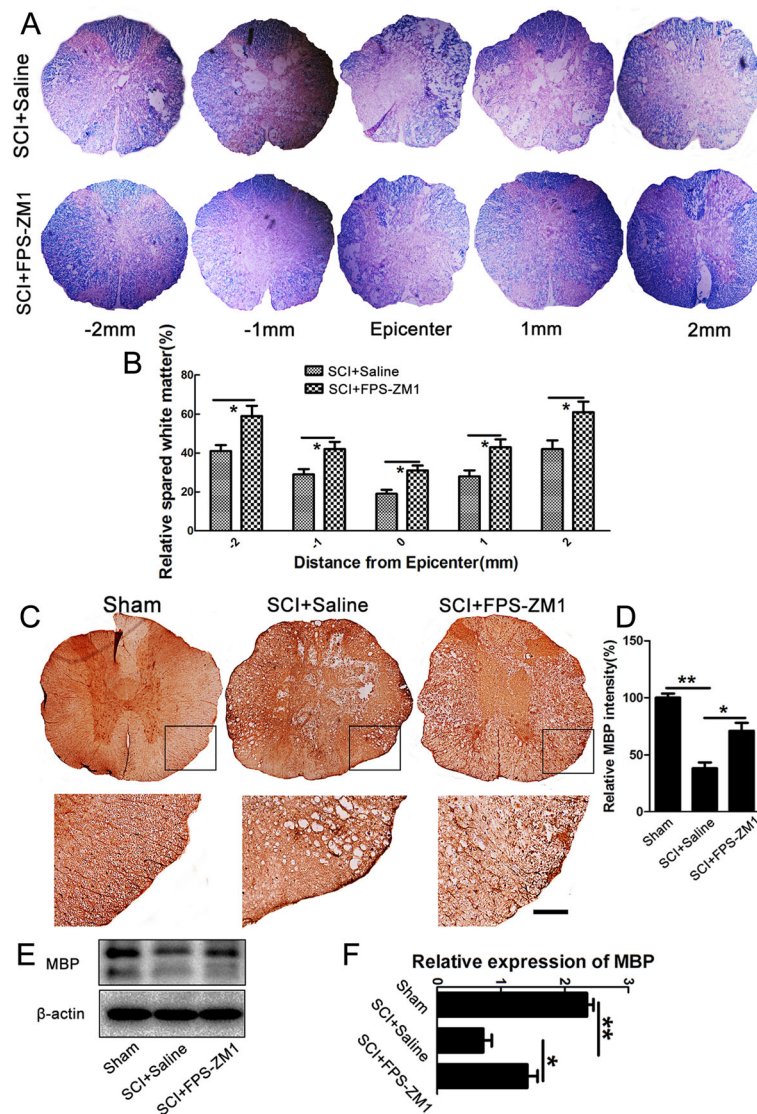 A
SCI+Saline
SCI+FPS-ZM1
-2mm
-1mm
Epicenter
1mm
2mm
B
Relative spared white matter(%)
80
60
40
20
0
SCI+Saline
SCI+FPS-ZM1
*
*
*
*
*
-2
-1
0
1
2
Distance from Epicenter(mm)
C
Sham
SCI+Saline
SCI+FPS-ZM1
D
Relative MBP intensity(%)
150
100
50
0
**
*
Sham
SCI+Saline
SCI+FPS-ZM1
E
MBP
β-actin
Sham
SCI+Saline
SCI+FPS-ZM1
F
Relative expression of MBP
0
1
2
3
Sham
SCI+Saline
SCI+FPS-ZM1
**
*